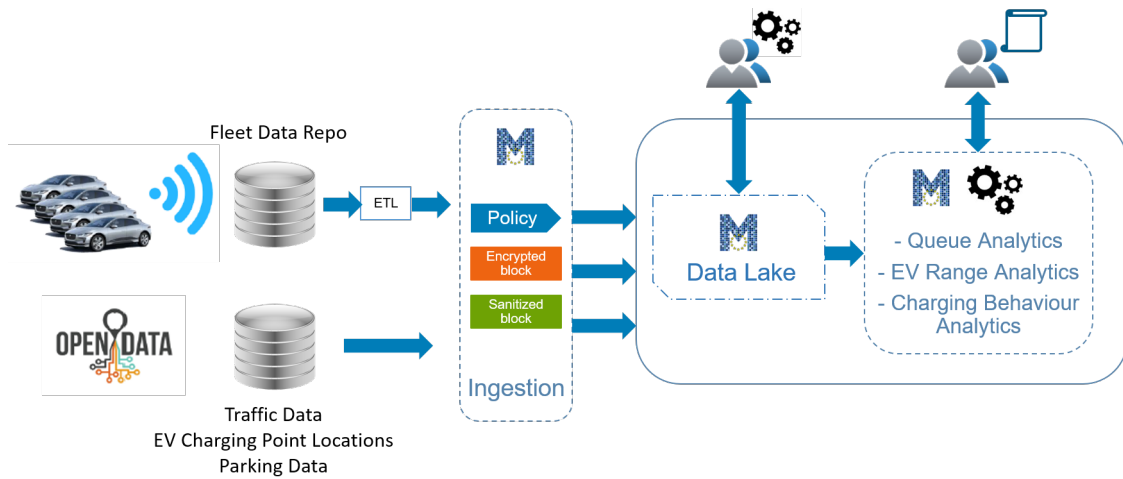 Fleet Data Repo
ETL
M
Policy
Encrypted
block
Sanitized
block
Ingestion
OPEN DATA
Traffic Data
EV Charging Point Locations
Parking Data
M
Data Lake
M
- Queue Analytics
- EV Range Analytics
- Charging Behaviour
Analytics